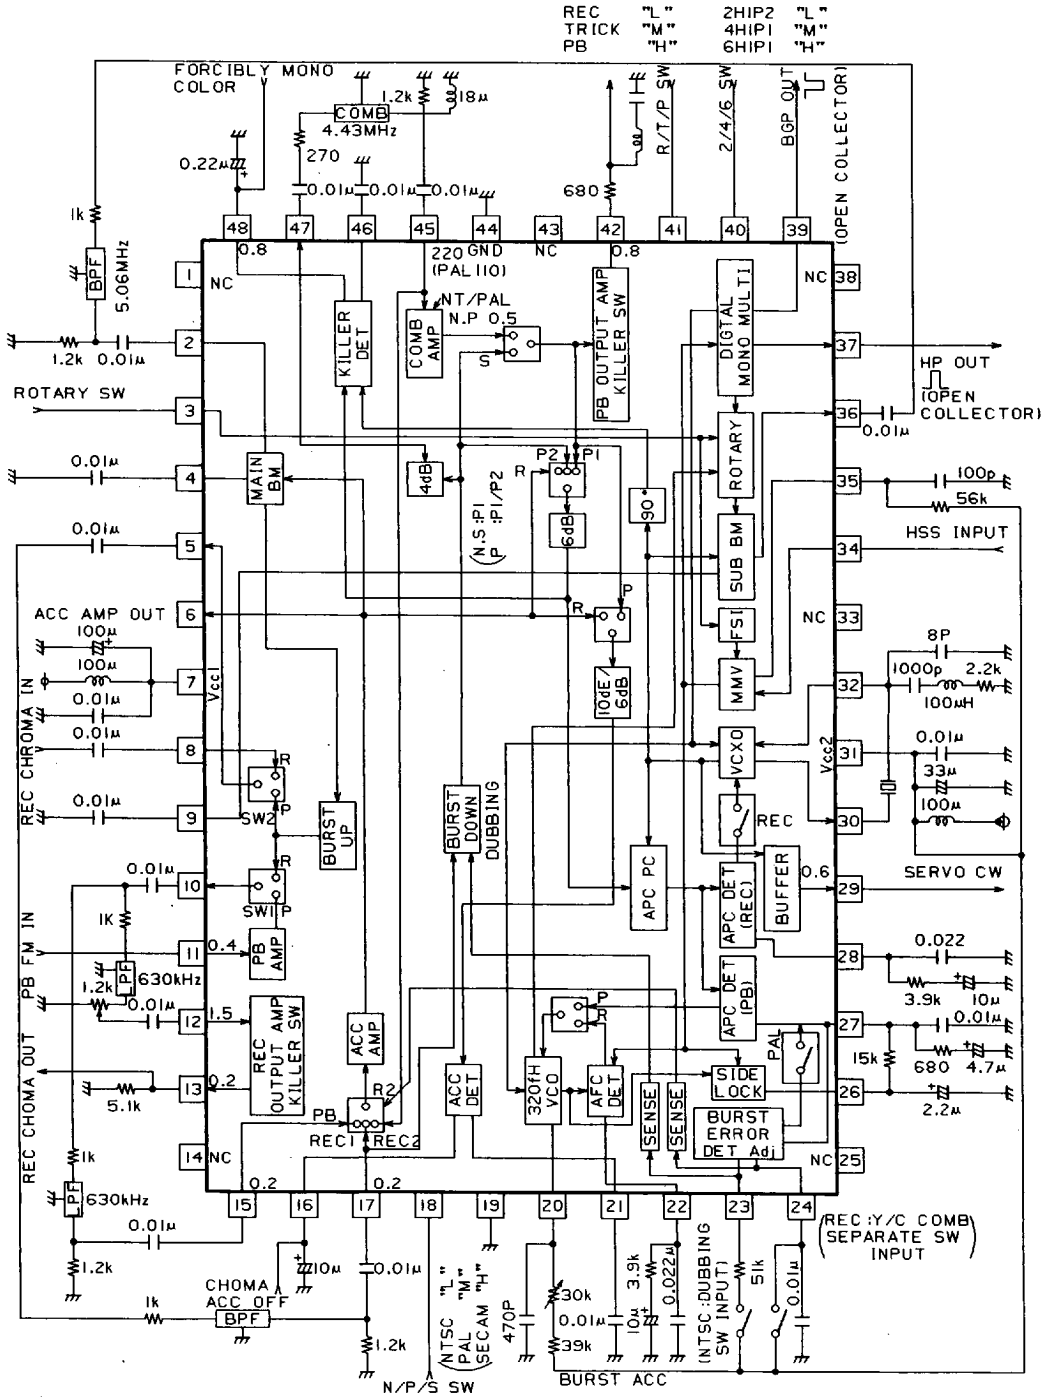 REC "L" 2HIP2 "L"
TRICK "M" 4HIP1 "M"
PB "H" 6HIP1 "H"
FORCIBLY MONO
COLOR
1.2k
18μ
COMB
4.43MHz
270
0.22μ
+
0.01μ
0.01μ
0.01μ
680
R/T/P SW
2/4/6 SW
BGP OUT
(OPEN COLLECTOR)
1k
BPF
5.06MHz
1.2k
0.01μ
48
47
46
45
44
43
42
41
40
39
0.8
220
(PAL110)
GND
NC
0.8
1
NC
NC
38
2
37
HP OUT
(OPEN
COLLECTOR)
ROTARY SW
3
36
0.01μ
0.01μ
4
35
100p
56k
0.01μ
5
34
HSS INPUT
ACC AMP OUT
6
NC
33
100μ
+
100μ
0.01μ
7
Vcc1
32
8P
1000p
2.2k
100μH
REC CHROMA IN
0.01μ
8
Vcc2
31
0.01μ
33μ
100μ
0.01μ
9
30
0.01μ
10
0.6
29
SERVO CW
1K
PB FM IN
11
0.4
28
0.022
3.9k
+
10μ
LPF
630kHz
1.2k
0.01μ
12
1.5
27
0.01μ
15k
680
+
4.7μ
REC CHOMA OUT
13
0.2
26
+
2.2μ
5.1k
14
NC
NC
25
KILLER
DET
COMB
AMP
NT/PAL
N.P 0.5
S
PB OUTPUT AMP
KILLER SW
DIGTAL
MONO MULTI
ROTARY
SUB BM
FSI
MMV
VCXO
REC
MAIN
BM
4dB
P2
P1
R
6dB
90°
(N.S:P1
P :P1/P2)
R
P
10dE/
6dB
R
P
SW2
BURST
UP
BURST
DOWN
DUBBING
R
SW1
P
PB
AMP
REC
OUTPUT AMP
KILLER SW
APC PC
APC DET
(REC)
BUFFER
APC DET
(PB)
PAL
P
R
ACC
AMP
R2
PB
REC1
REC2
ACC
DET
320fH
VCO
AFC
DET
SENSE
SENSE
SIDE
LOCK
BURST
ERROR
DET Adj
0.2
0.2
15
16
17
18
19
20
21
22
23
24
1k
LPF
630kHz
0.01μ
1.2k
+
10μ
0.01μ
CHOMA
ACC OFF
1k
BPF
1.2k
N/P/S SW
(NTSC "L"
PAL "M"
SECAM "H")
470P
30k
39k
0.01μ
10μ
+
3.9k
0.022μ
(NTSC:DUBBING
SW INPUT)
51k
0.01μ
(REC:Y/C COMB
SEPARATE SW
INPUT)
BURST ACC